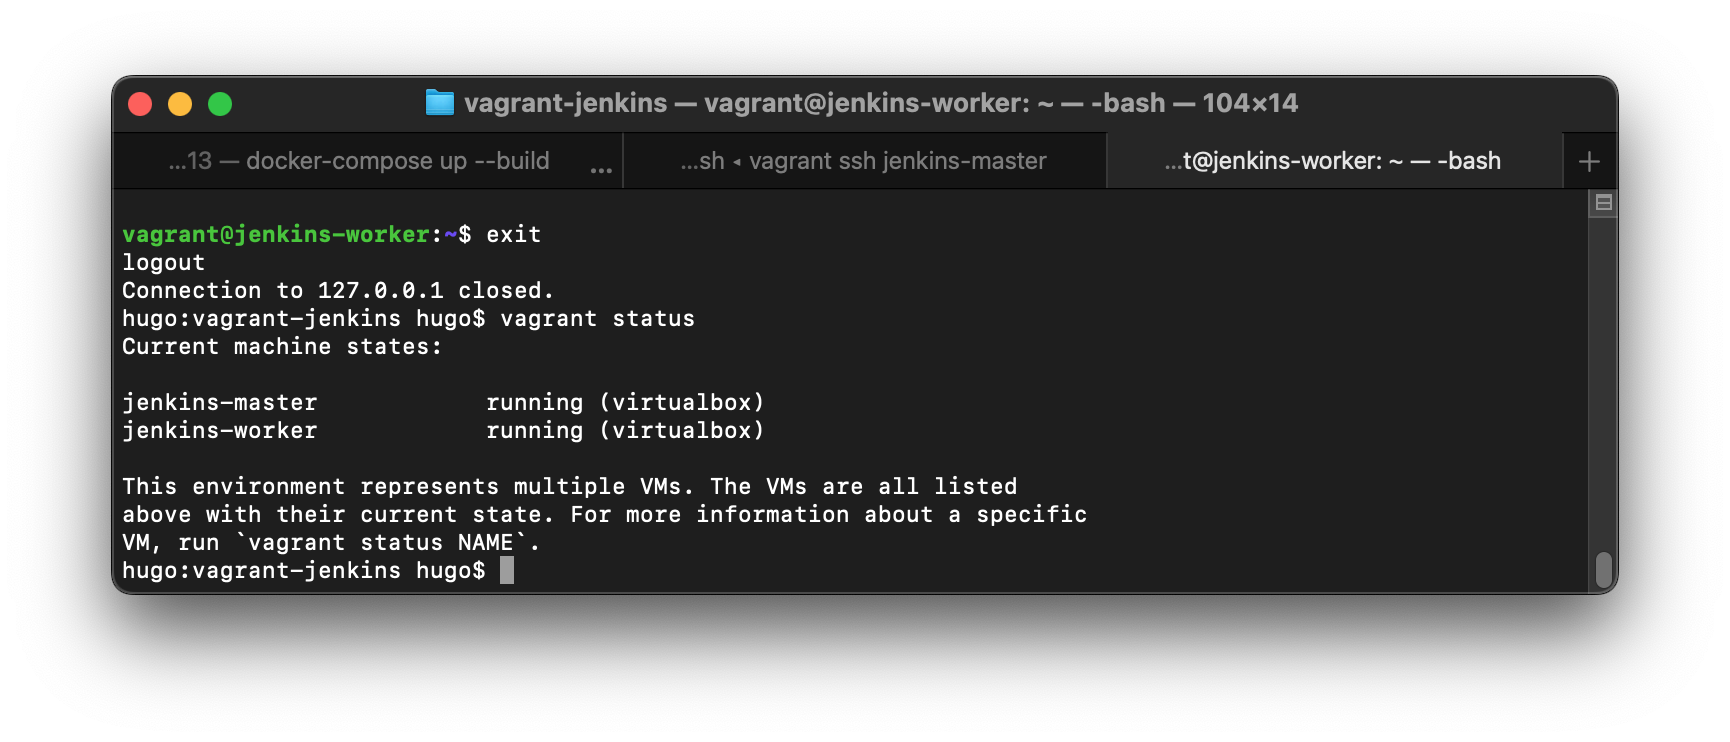 vagrant-jenkins — vagrant@jenkins-worker: ~ — -bash — 104×14
...13 — docker-compose up --build ...
...sh ◂ vagrant ssh jenkins-master
...t@jenkins-worker: ~ — -bash
+
vagrant@jenkins-worker:~$ exit
logout
Connection to 127.0.0.1 closed.
hugo:vagrant-jenkins hugo$ vagrant status
Current machine states:
jenkins-master            running (virtualbox)
jenkins-worker            running (virtualbox)
This environment represents multiple VMs. The VMs are all listed
above with their current state. For more information about a specific
VM, run `vagrant status NAME`.
hugo:vagrant-jenkins hugo$